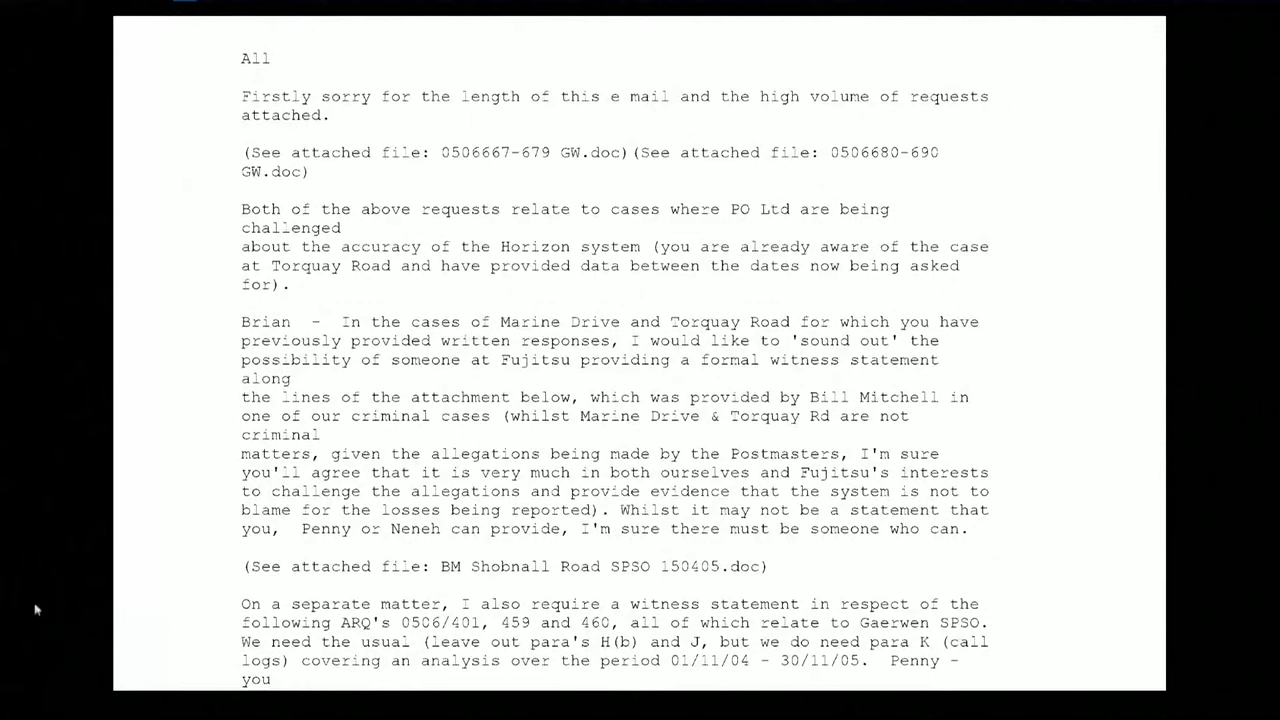 All
Firstly sorry for the length of this e mail and the high volume of requests
attached.
(See attached file: 0506667-679 GW.doc)(See attached file: 0506680-690
GW.doc)
Both of the above requests relate to cases where PO Ltd are being
challenged
about the accuracy of the Horizon system (you are already aware of the case
at Torquay Road and have provided data between the dates now being asked
for).
Brian  -  In the cases of Marine Drive and Torquay Road for which you have
previously provided written responses, I would like to 'sound out' the
possibility of someone at Fujitsu providing a formal witness statement
along
the lines of the attachment below, which was provided by Bill Mitchell in
one of our criminal cases (whilst Marine Drive & Torquay Rd are not
criminal
matters, given the allegations being made by the Postmasters, I'm sure
you'll agree that it is very much in both ourselves and Fujitsu's interests
to challenge the allegations and provide evidence that the system is not to
blame for the losses being reported). Whilst it may not be a statement that
you,  Penny or Neneh can provide, I'm sure there must be someone who can.
(See attached file: BM Shobnall Road SPSO 150405.doc)
On a separate matter, I also require a witness statement in respect of the
following ARQ's 0506/401, 459 and 460, all of which relate to Gaerwen SPSO.
We need the usual (leave out para's H(b) and J, but we do need para K (call
logs) covering an analysis over the period 01/11/04 - 30/11/05.  Penny -
you